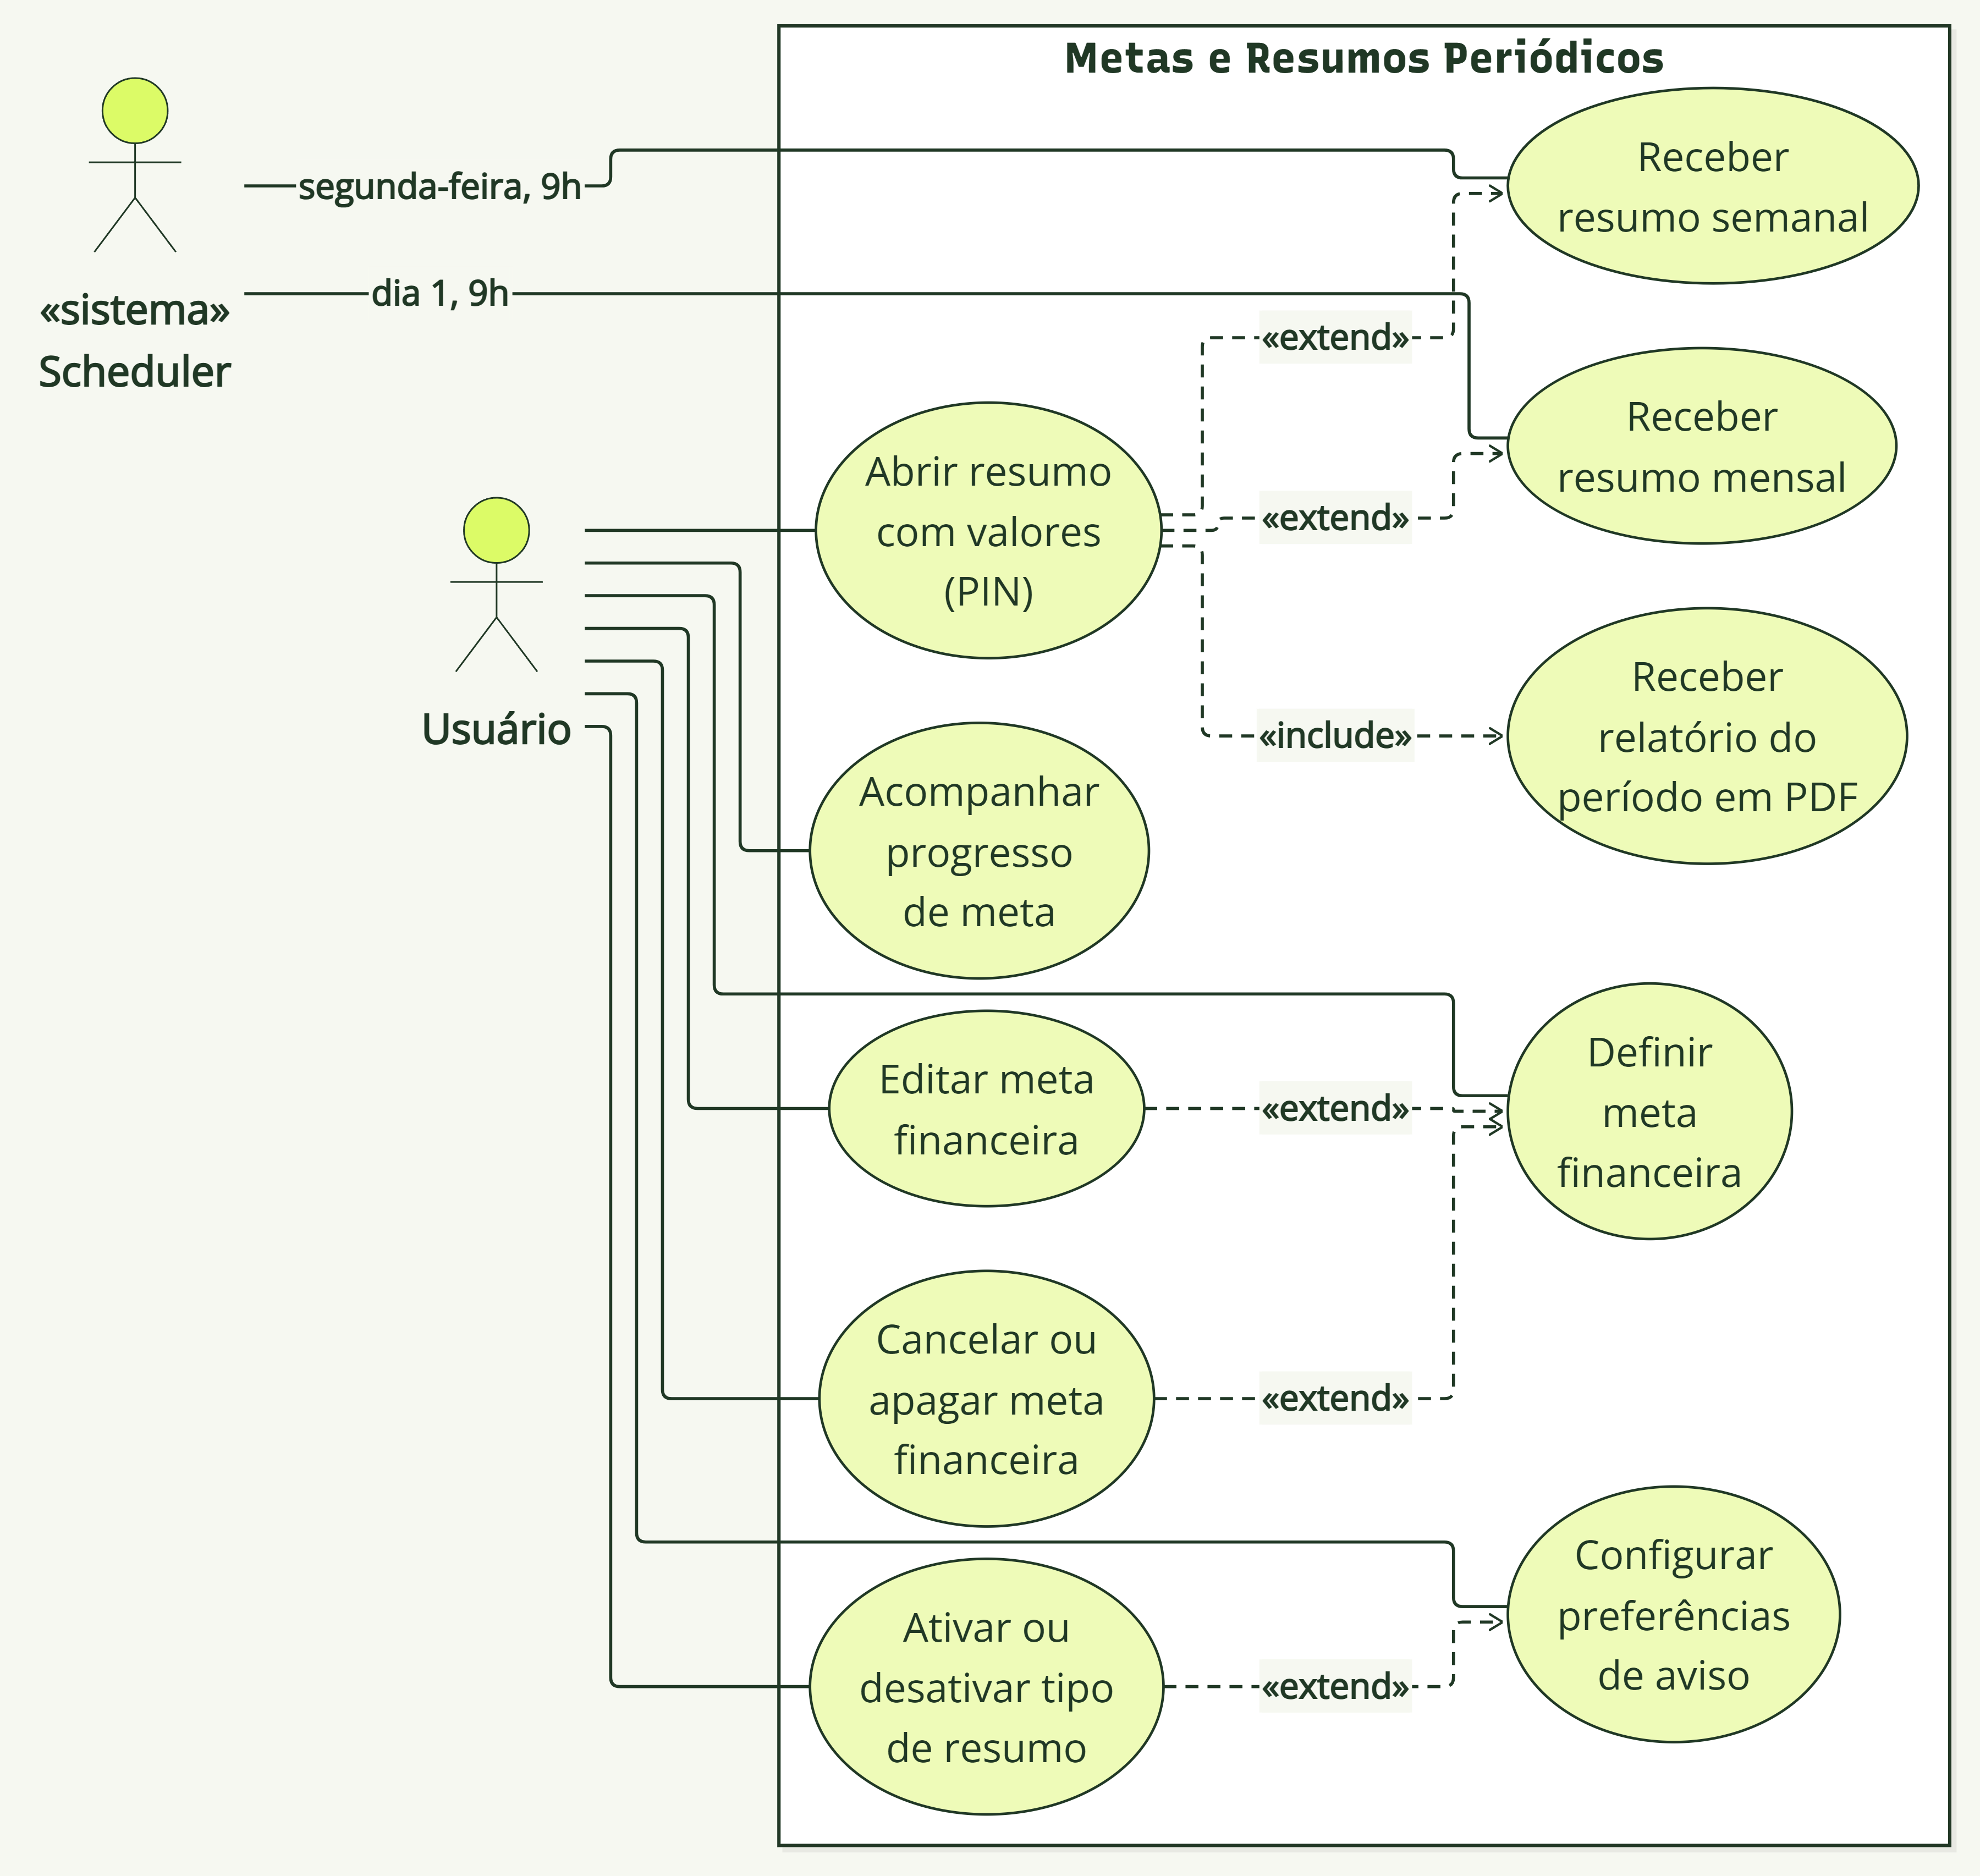 Metas e Resumos Periódicos
segunda-feira, 9h
«sistema»
Scheduler
dia 1, 9h
Receber
resumo semanal
«extend»
Receber
resumo mensal
Usuário
Abrir resumo
com valores
(PIN)
«extend»
«include»
Receber
relatório do
período em PDF
Acompanhar
progresso
de meta
Editar meta
financeira
«extend»
Definir
meta
financeira
Cancelar ou
apagar meta
financeira
«extend»
Configurar
preferências
de aviso
Ativar ou
desativar tipo
de resumo
«extend»